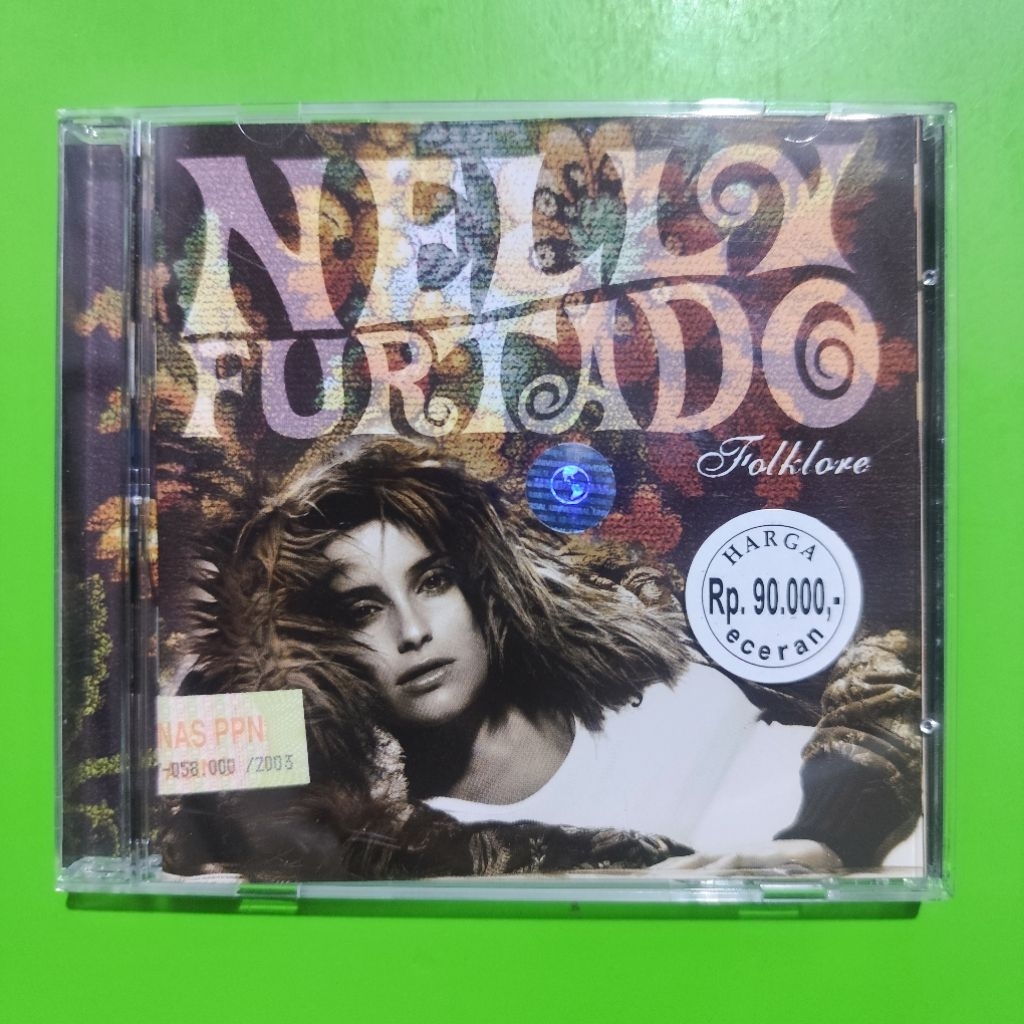 NELLY
FURTADO
Folklore
HARGA
Rp. 90.000,-
eceran
NAS PPN
-058.000 /2003